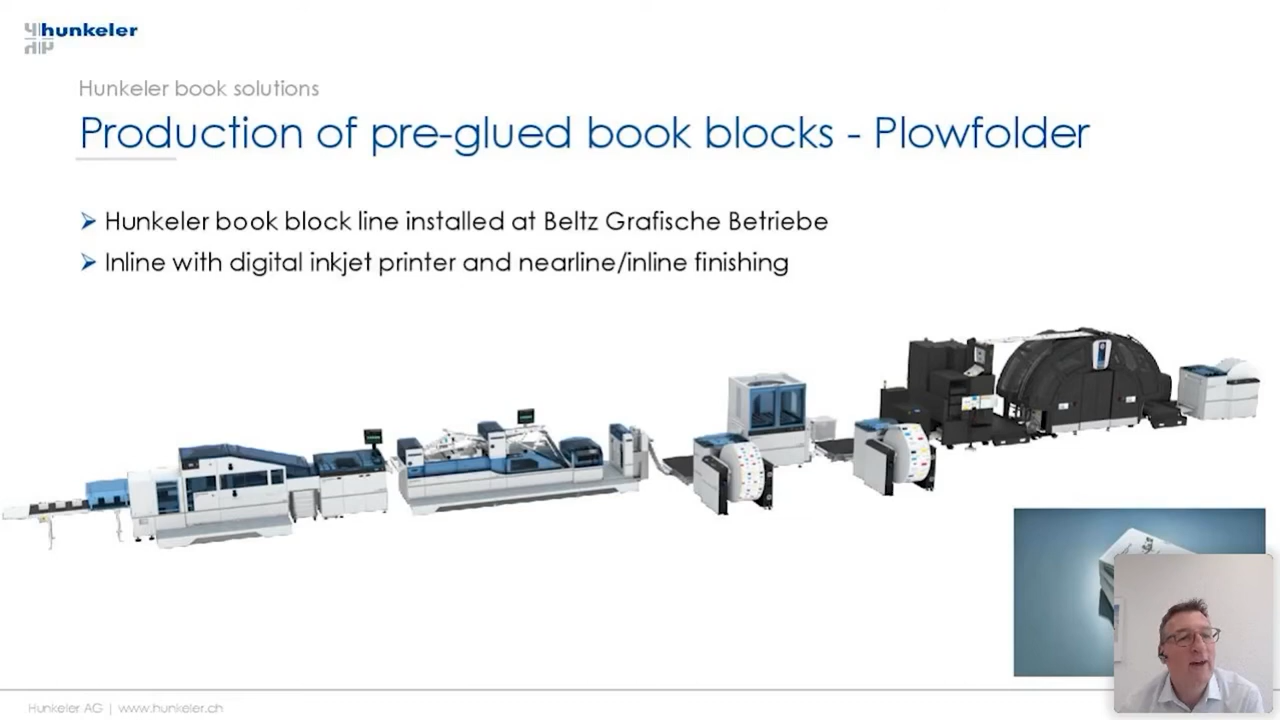 hunkeler
Hunkeler book solutions
Production of pre-glued book blocks - Plowfolder
Hunkeler book block line installed at Beltz Grafische Betriebe
Inline with digital inkjet printer and nearline/inline finishing
Hunkeler AG | www.hunkeler.ch